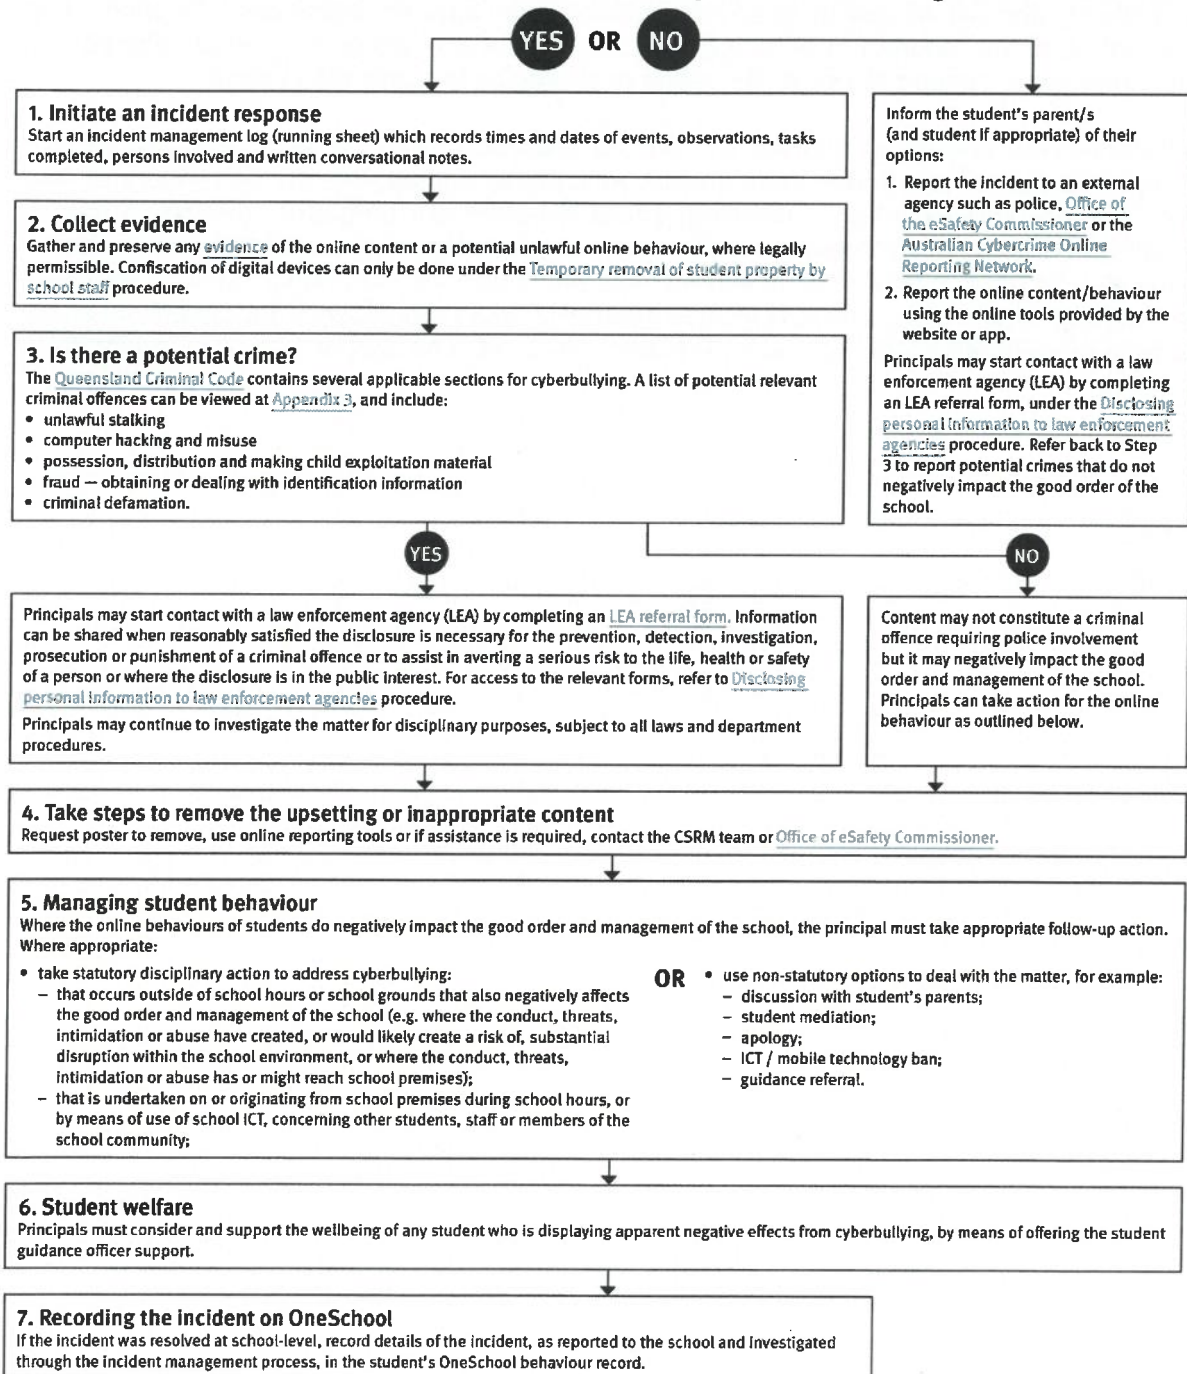 YES OR NO
1. Initiate an incident response
Start an incident management log (running sheet) which records times and dates of events, observations, tasks
completed, persons involved and written conversational notes.
Inform the student's parent/s
(and student if appropriate) of their
options:
1. Report the incident to an external
agency such as police, Office of
the eSafety Commissioner or the
Australian Cybercrime Online
Reporting Network.
2. Report the online content/behaviour
using the online tools provided by the
website or app.
Principals may start contact with a law
enforcement agency (LEA) by completing
an LEA referral form, under the Disclosing
personal information to law enforcement
agencies procedure. Refer back to Step
3 to report potential crimes that do not
negatively impact the good order of the
school.
2. Collect evidence
Gather and preserve any evidence of the online content or a potential unlawful online behaviour, where legally
permissible. Confiscation of digital devices can only be done under the Temporary removal of student property by
school staff procedure.
3. Is there a potential crime?
The Queensland Criminal Code contains several applicable sections for cyberbullying. A list of potential relevant
criminal offences can be viewed at Appendix 3, and include:
• unlawful stalking
• computer hacking and misuse
• possession, distribution and making child exploitation material
• fraud — obtaining or dealing with identification information
• criminal defamation.
YES
NO
Principals may start contact with a law enforcement agency (LEA) by completing an LEA referral form. Information
can be shared when reasonably satisfied the disclosure is necessary for the prevention, detection, investigation,
prosecution or punishment of a criminal offence or to assist in averting a serious risk to the life, health or safety
of a person or where the disclosure is in the public interest. For access to the relevant forms, refer to Disclosing
personal information to law enforcement agencies procedure.
Principals may continue to investigate the matter for disciplinary purposes, subject to all laws and department
procedures.
Content may not constitute a criminal
offence requiring police involvement
but it may negatively impact the good
order and management of the school.
Principals can take action for the online
behaviour as outlined below.
4. Take steps to remove the upsetting or inappropriate content
Request poster to remove, use online reporting tools or if assistance is required, contact the CSRM team or Office of eSafety Commissioner.
5. Managing student behaviour
Where the online behaviours of students do negatively impact the good order and management of the school, the principal must take appropriate follow-up action.
Where appropriate:
• take statutory disciplinary action to address cyberbullying:
– that occurs outside of school hours or school grounds that also negatively affects
the good order and management of the school (e.g. where the conduct, threats,
intimidation or abuse have created, or would likely create a risk of, substantial
disruption within the school environment, or where the conduct, threats,
intimidation or abuse has or might reach school premises);
– that is undertaken on or originating from school premises during school hours, or
by means of use of school ICT, concerning other students, staff or members of the
school community;
OR
• use non-statutory options to deal with the matter, for example:
– discussion with student's parents;
– student mediation;
– apology;
– ICT / mobile technology ban;
– guidance referral.
6. Student welfare
Principals must consider and support the wellbeing of any student who is displaying apparent negative effects from cyberbullying, by means of offering the student
guidance officer support.
7. Recording the incident on OneSchool
If the incident was resolved at school-level, record details of the incident, as reported to the school and investigated
through the incident management process, in the student's OneSchool behaviour record.